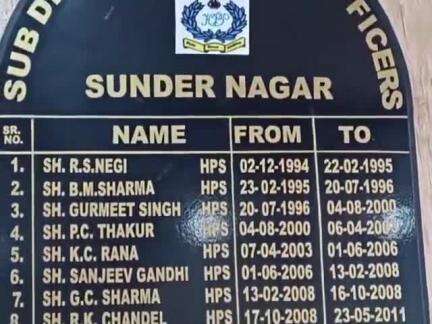 SUB DI FICERS
SUNDER NAGAR
SR. NO. NAME FROM TO
1. SH. R.S.NEGI HPS 02-12-1994 22-02-1995
2. SH. B.M.SHARMA HPS 23-02-1995 20-07-1996
3. SH. GURMEET SINGH HPS 20-07-1996 04-08-2000
4. SH. P.C. THAKUR HPS 04-08-2000 06-04-2003
5. SH. K.C. RANA HPS 07-04-2003 01-06-2006
6. SH. SANJEEV GANDHI HPS 01-06-2006 13-02-2008
7. SH. G.C. SHARMA HPS 13-02-2008 16-10-2008
8 SH. R.K. CHANDEL HPS 17-10-2008 23-05-2011